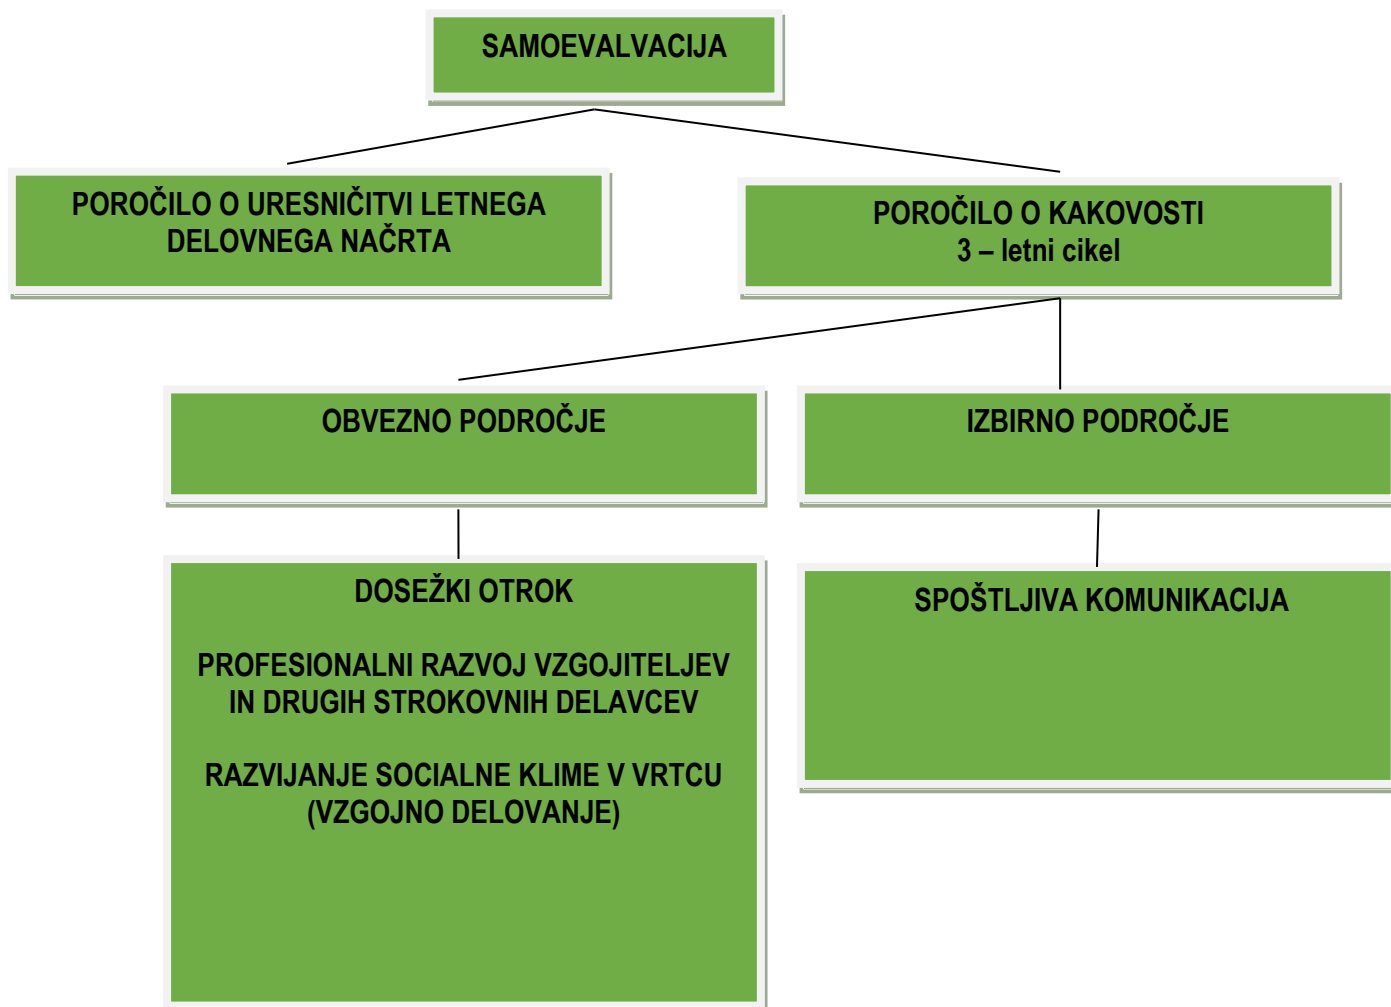 SAMOEVALVACIJA
POROČILO O URESNIČITVI LETNEGA
DELOVNEGA NAČRTA
POROČILO O KAKOVOSTI
3 – letni cikel
OBVEZNO PODROČJE
IZBIRNO PODROČJE
DOSEŽKI OTROK
PROFESIONALNI RAZVOJ VZGOJITELJEV
IN DRUGIH STROKOVNIH DELAVCEV
RAZVIJANJE SOCIALNE KLIME V VRTCU
(VZGOJNO DELOVANJE)
SPOŠTLJIVA KOMUNIKACIJA